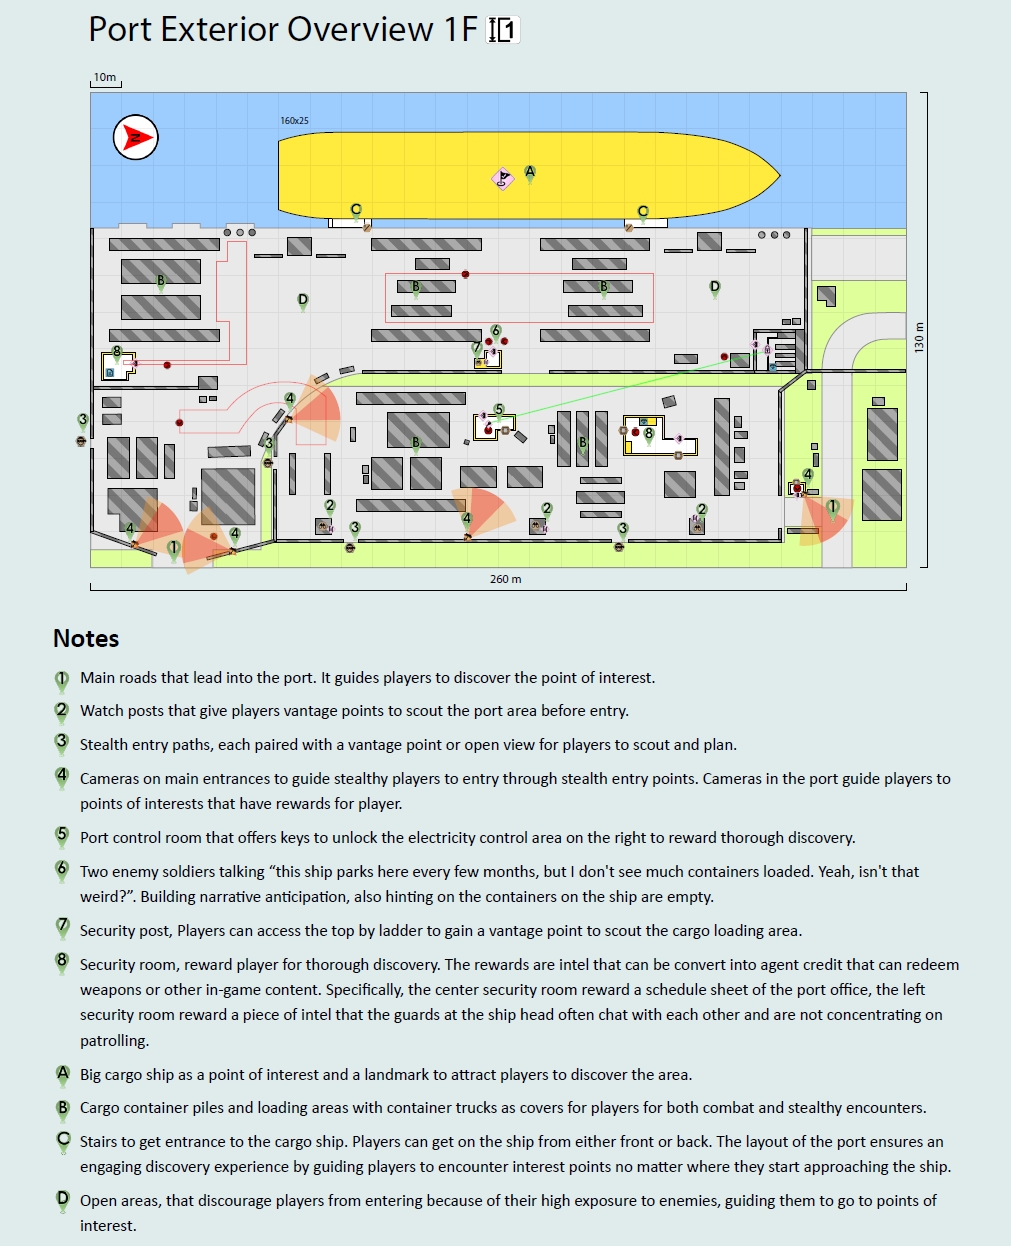 Port Exterior Overview 1F 1
10m
N
160x25
A
C
C
B
B
B
D
D
6
7
8
130 m
4
5
3
4
3
B
B
8
4
1
2
2
2
4
4
4
3
3
1
260 m
Notes
1 Main roads that lead into the port. It guides players to discover the point of interest.
2 Watch posts that give players vantage points to scout the port area before entry.
3 Stealth entry paths, each paired with a vantage point or open view for players to scout and plan.
4 Cameras on main entrances to guide stealthy players to entry through stealth entry points. Cameras in the port guide players to
points of interests that have rewards for player.
5 Port control room that offers keys to unlock the electricity control area on the right to reward thorough discovery.
6 Two enemy soldiers talking “this ship parks here every few months, but I don't see much containers loaded. Yeah, isn't that
weird?”. Building narrative anticipation, also hinting on the containers on the ship are empty.
7 Security post, Players can access the top by ladder to gain a vantage point to scout the cargo loading area.
8 Security room, reward player for thorough discovery. The rewards are intel that can be convert into agent credit that can redeem
weapons or other in-game content. Specifically, the center security room reward a schedule sheet of the port office, the left
security room reward a piece of intel that the guards at the ship head often chat with each other and are not concentrating on
patrolling.
A Big cargo ship as a point of interest and a landmark to attract players to discover the area.
B Cargo container piles and loading areas with container trucks as covers for players for both combat and stealthy encounters.
C Stairs to get entrance to the cargo ship. Players can get on the ship from either front or back. The layout of the port ensures an
engaging discovery experience by guiding players to encounter interest points no matter where they start approaching the ship.
D Open areas, that discourage players from entering because of their high exposure to enemies, guiding them to go to points of
interest.